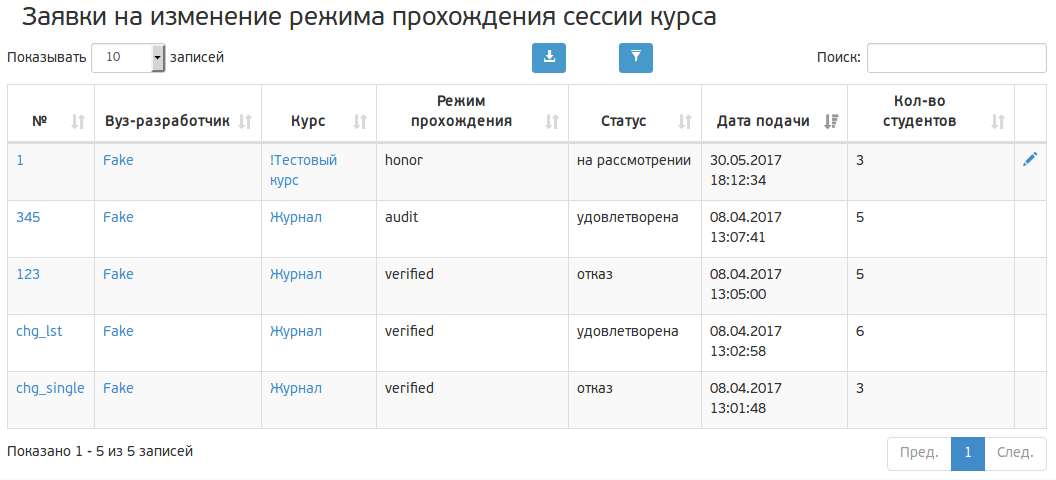 Заявки на изменение режима прохождения сессии курса
Показывать 10 записей Поиск:
№ Вуз-разработчик Курс Режим прохождения Статус Дата подачи Кол-во студентов
1 Fake !Тестовый курс honor на рассмотрении 30.05.2017 18:12:34 3
345 Fake Журнал audit удовлетворена 08.04.2017 13:07:41 5
123 Fake Журнал verified отказ 08.04.2017 13:05:00 5
chg_lst Fake Журнал verified удовлетворена 08.04.2017 13:02:58 6
chg_single Fake Журнал verified отказ 08.04.2017 13:01:48 3
Показано 1 - 5 из 5 записей Пред. 1 След.